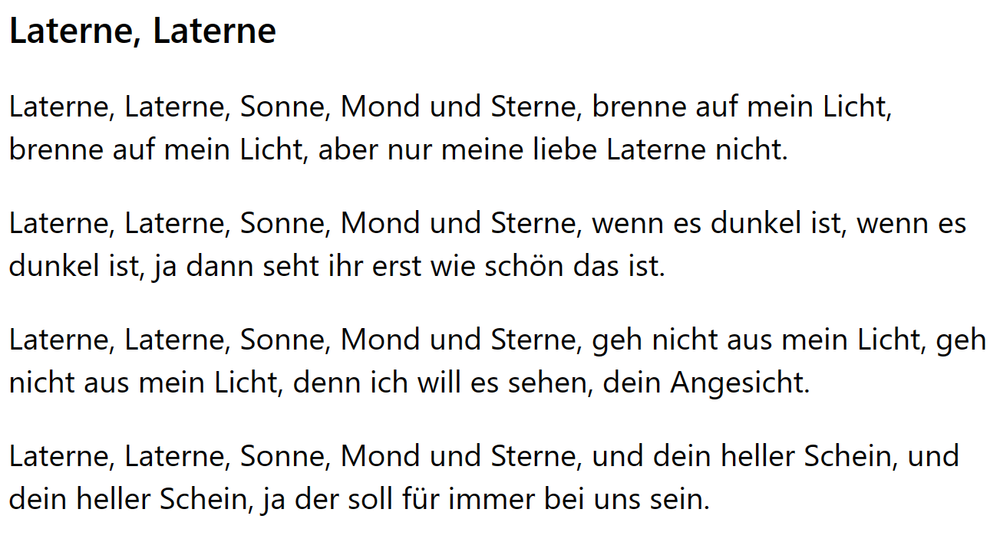 Laterne, Laterne
Laterne, Laterne, Sonne, Mond und Sterne, brenne auf mein Licht,
brenne auf mein Licht, aber nur meine liebe Laterne nicht.
Laterne, Laterne, Sonne, Mond und Sterne, wenn es dunkel ist, wenn es
dunkel ist, ja dann seht ihr erst wie schön das ist.
Laterne, Laterne, Sonne, Mond und Sterne, geh nicht aus mein Licht, geh
nicht aus mein Licht, denn ich will es sehen, dein Angesicht.
Laterne, Laterne, Sonne, Mond und Sterne, und dein heller Schein, und
dein heller Schein, ja der soll für immer bei uns sein.